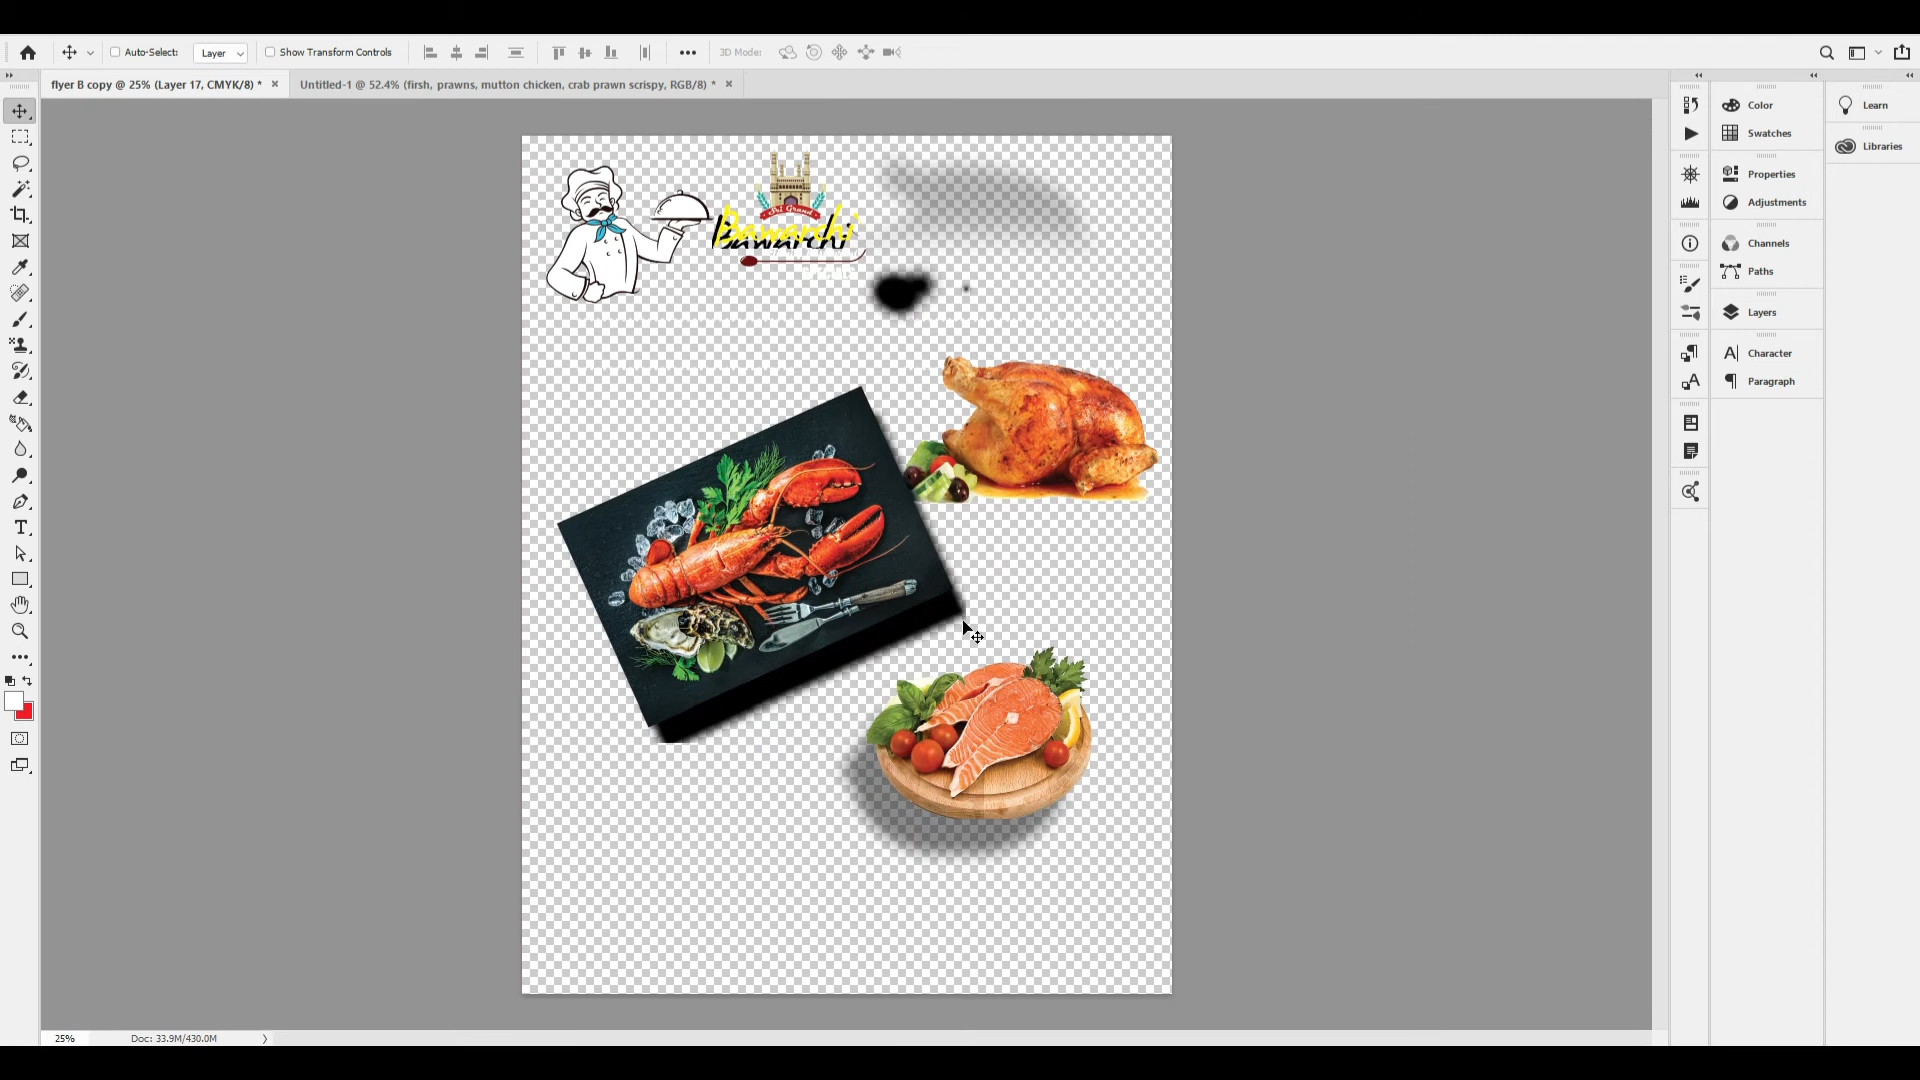 Auto-Select: Layer Show Transform Controls 3D Mode:
flyer B copy @ 25% (Layer 17, CMYK/8) * Untitled-1 @ 52.4% (firsh, prawns, mutton chicken, crab prawn scrispy, RGB/8) *
Color
Swatches
Properties
Adjustments
Channels
Paths
Layers
Character
Paragraph
Learn
Libraries
Sri Grand
Bawarchi
25% Doc: 33.9M/430.0M